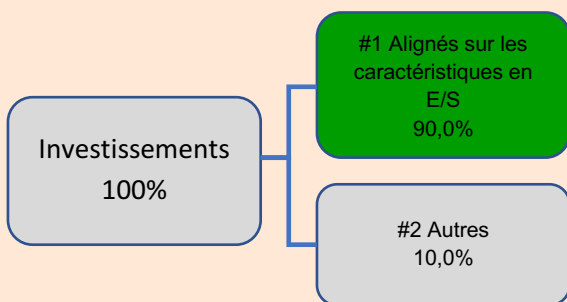 #1 Alignés sur les
caractéristiques en
E/S
90,0%
Investissements
100%
#2 Autres
10,0%